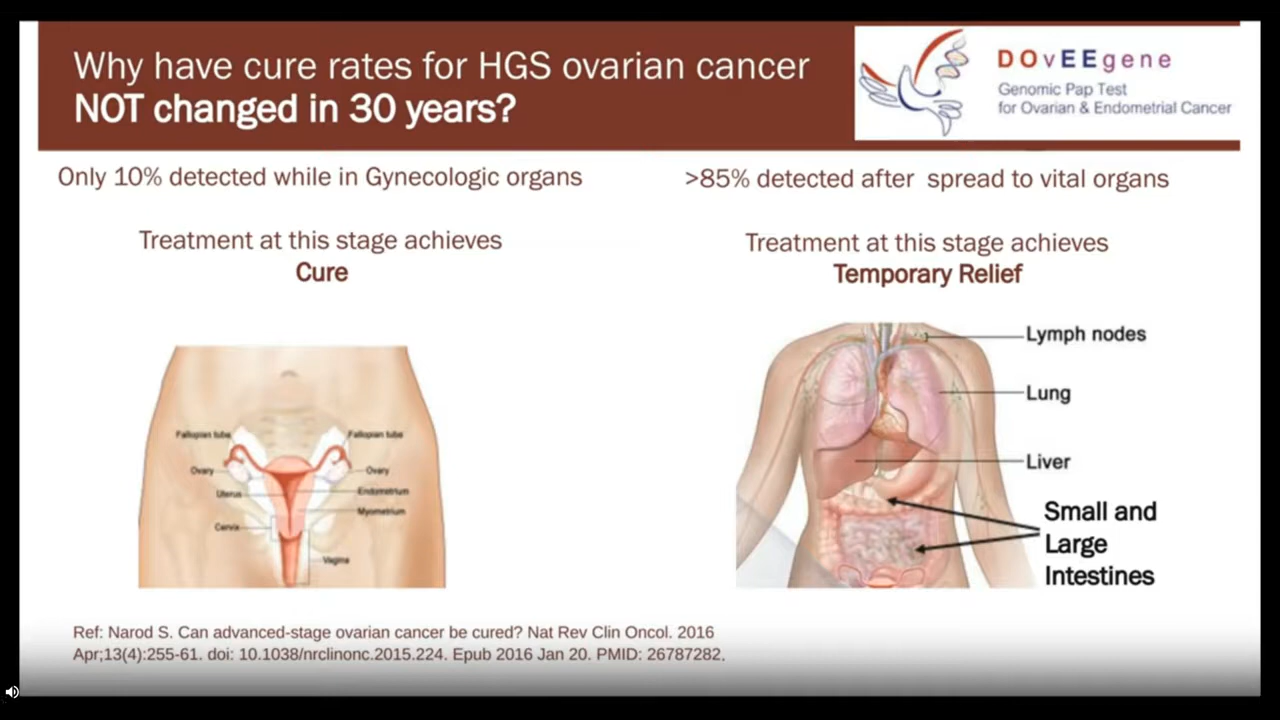 Why have cure rates for HGS ovarian cancer
NOT changed in 30 years?
DOvEEgene
Genomic Pap Test
for Ovarian & Endometrial Cancer
Only 10% detected while in Gynecologic organs
Treatment at this stage achieves
Cure
Fallopian tube
Fallopian tube
Ovary
Ovary
Uterus
Endometrium
Myometrium
Cervix
Vagina
>85% detected after spread to vital organs
Treatment at this stage achieves
Temporary Relief
Lymph nodes
Lung
Liver
Small and
Large
Intestines
Ref: Narod S. Can advanced-stage ovarian cancer be cured? Nat Rev Clin Oncol. 2016
Apr;13(4):255-61. doi: 10.1038/nrclinonc.2015.224. Epub 2016 Jan 20. PMID: 26787282.